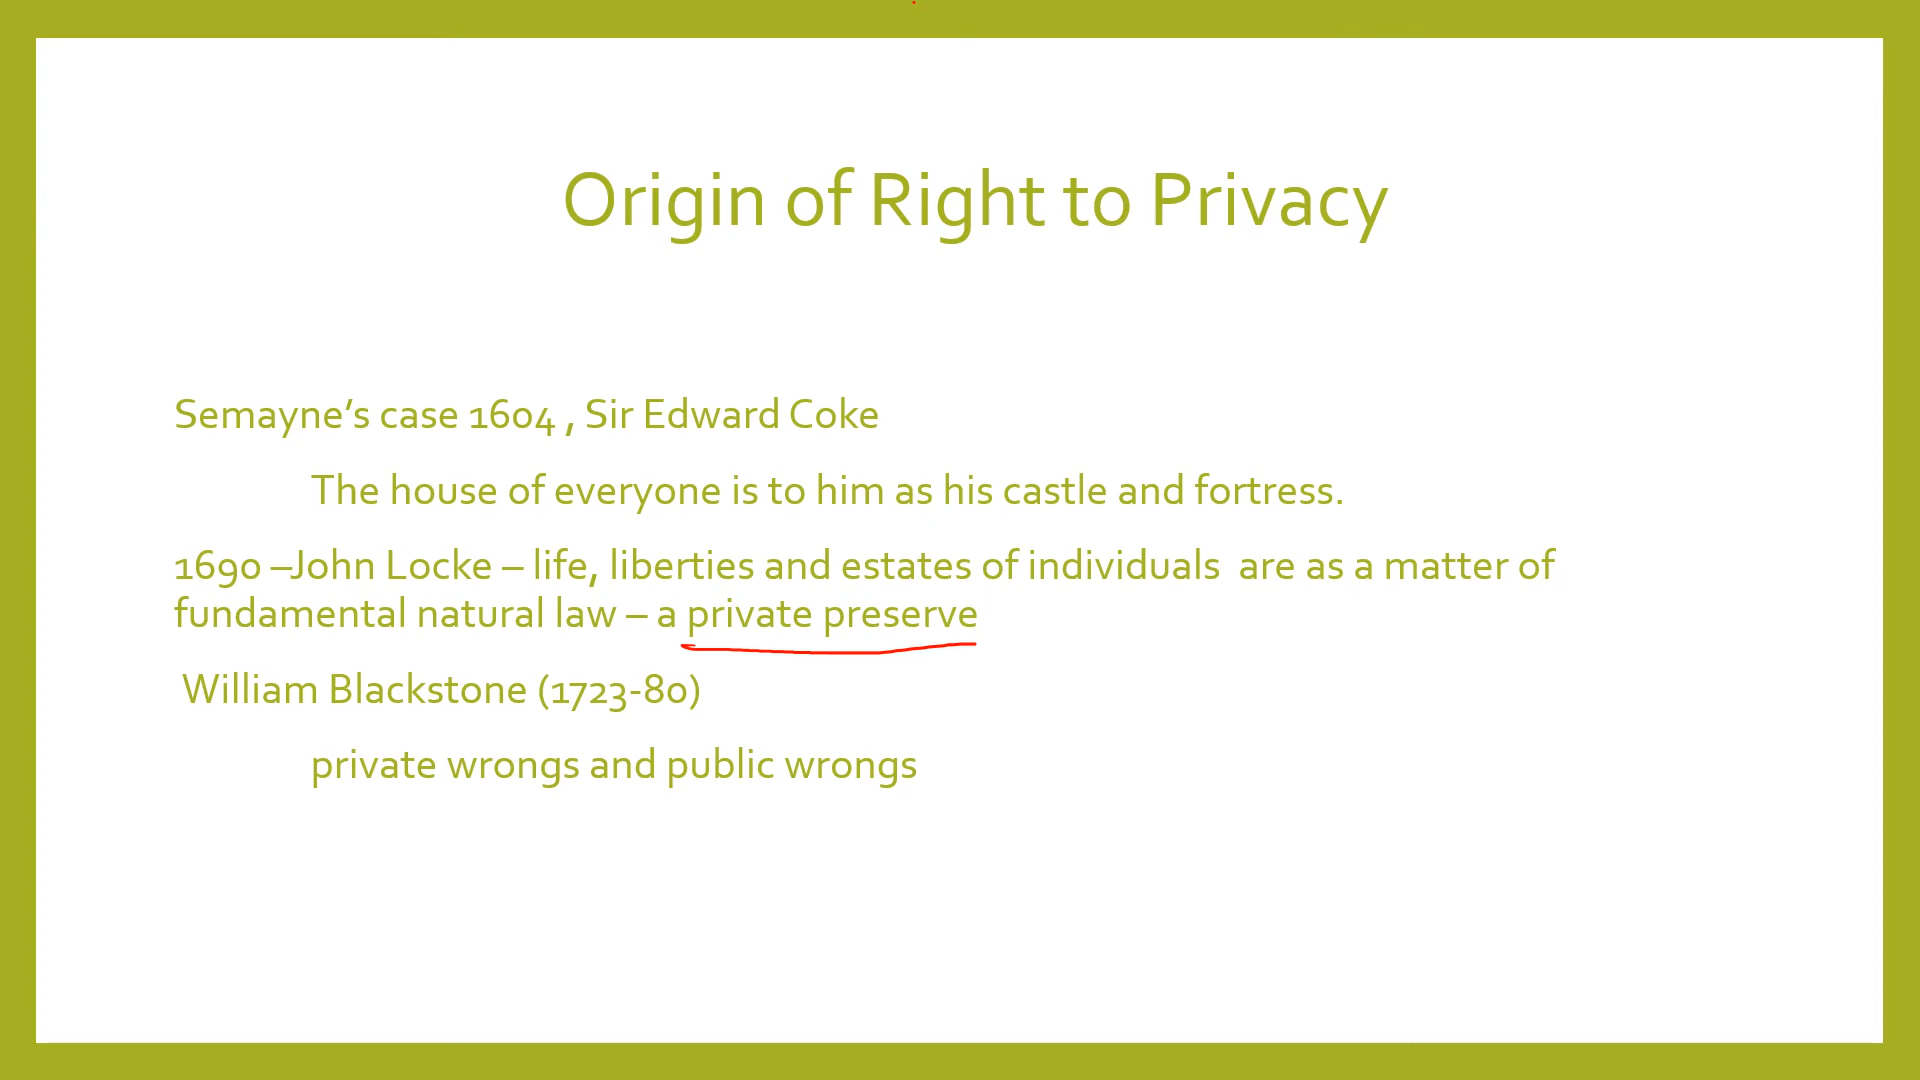 Origin of Right to Privacy
Semayne’s case 1604 , Sir Edward Coke
The house of everyone is to him as his castle and fortress.
1690 –John Locke – life, liberties and estates of individuals  are as a matter of
fundamental natural law – a private preserve
William Blackstone (1723-80)
private wrongs and public wrongs